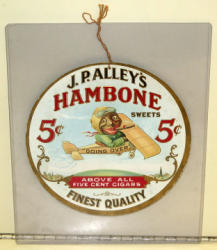 J.P. ALLEY'S
HAMBONE
SWEETS
5¢ 5¢
"GOING OVER"
ABOVE ALL
FIVE CENT CIGARS
FINEST QUALITY